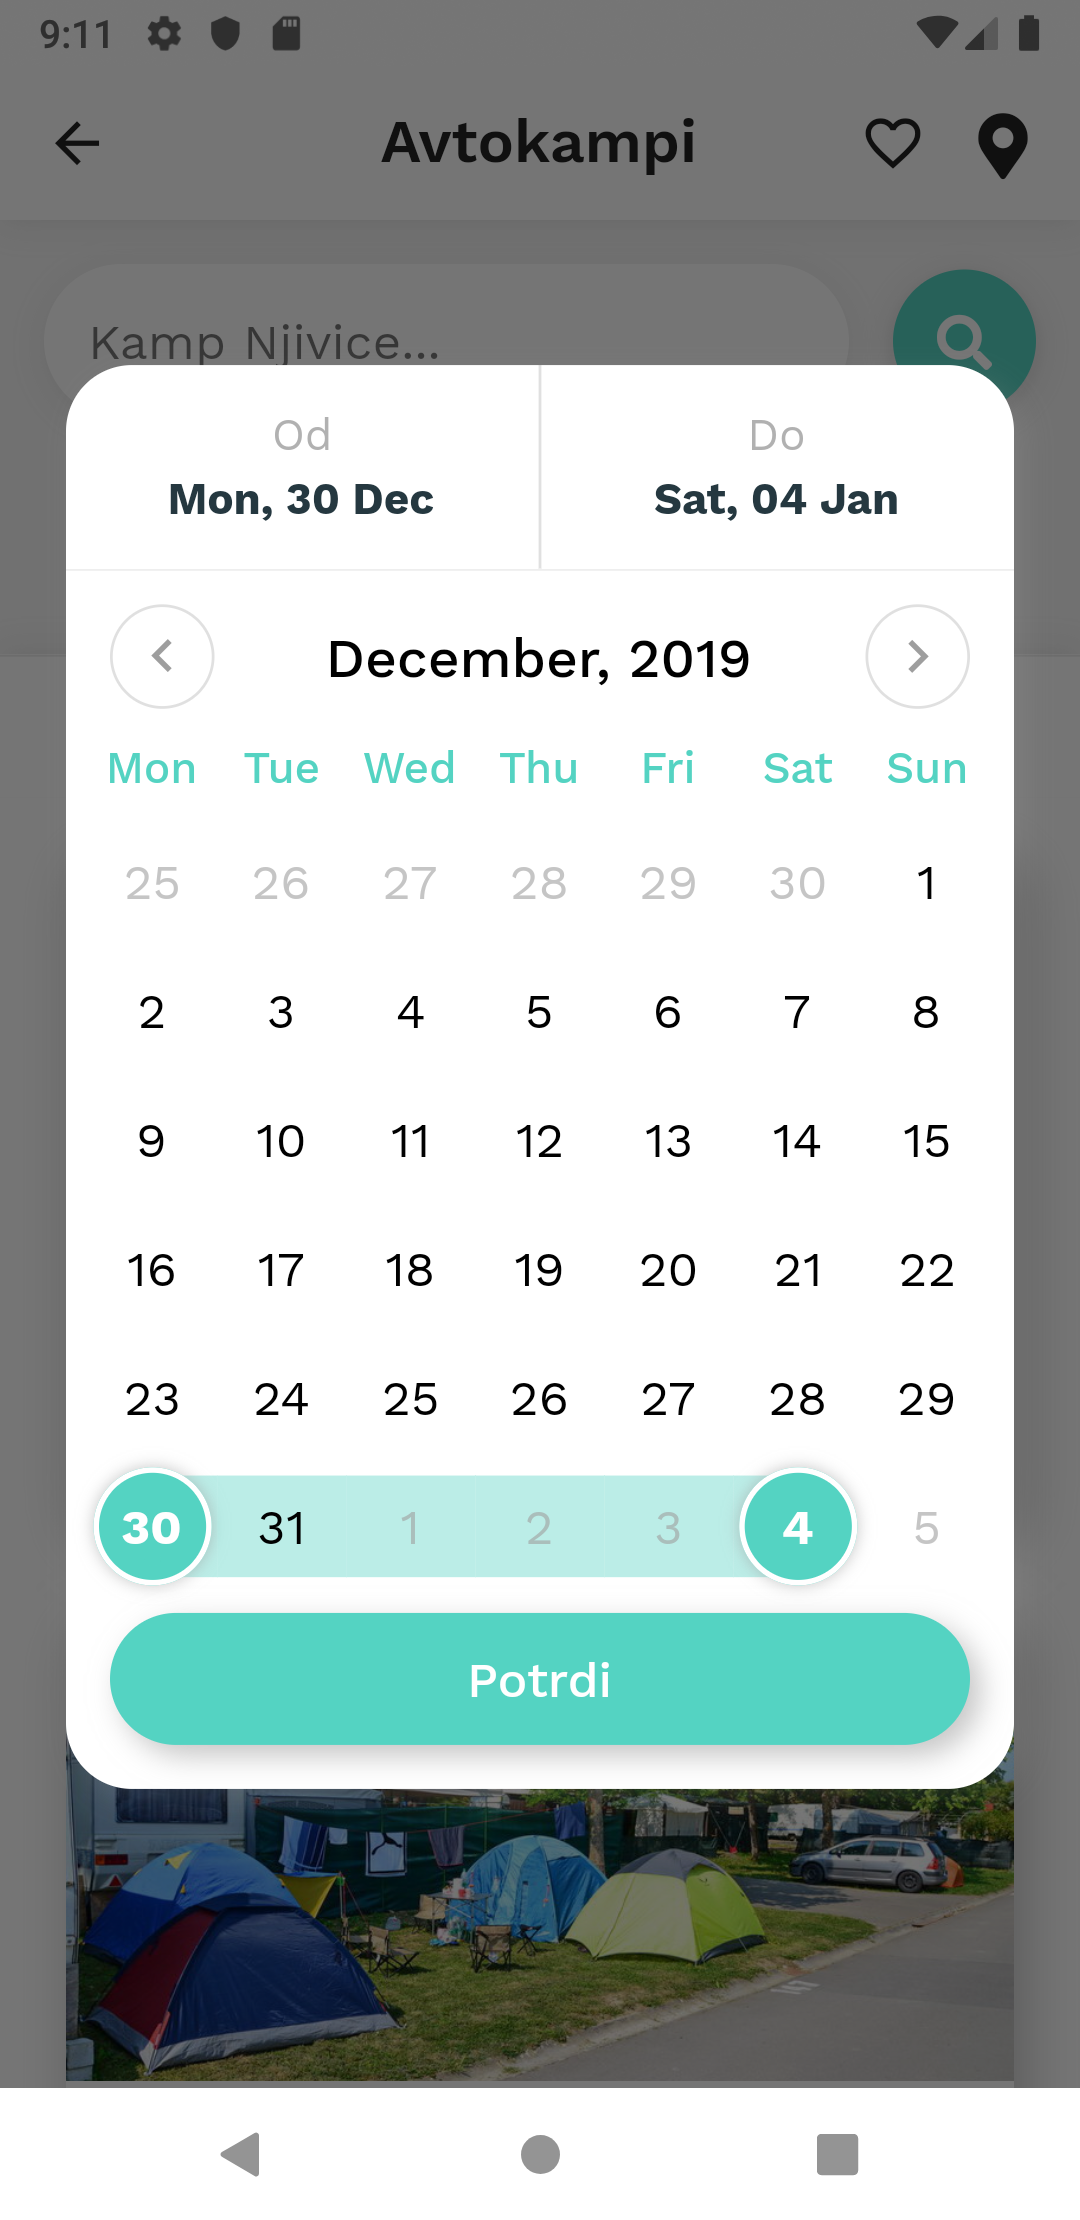 9:11
Avtokampi
Kamp Njivice...
Od Do
Mon, 30 Dec Sat, 04 Jan
December, 2019
Mon Tue Wed Thu Fri Sat Sun
25 26 27 28 29 30 1
2 3 4 5 6 7 8
9 10 11 12 13 14 15
16 17 18 19 20 21 22
23 24 25 26 27 28 29
30 31 1 2 3 4 5
Potrdi